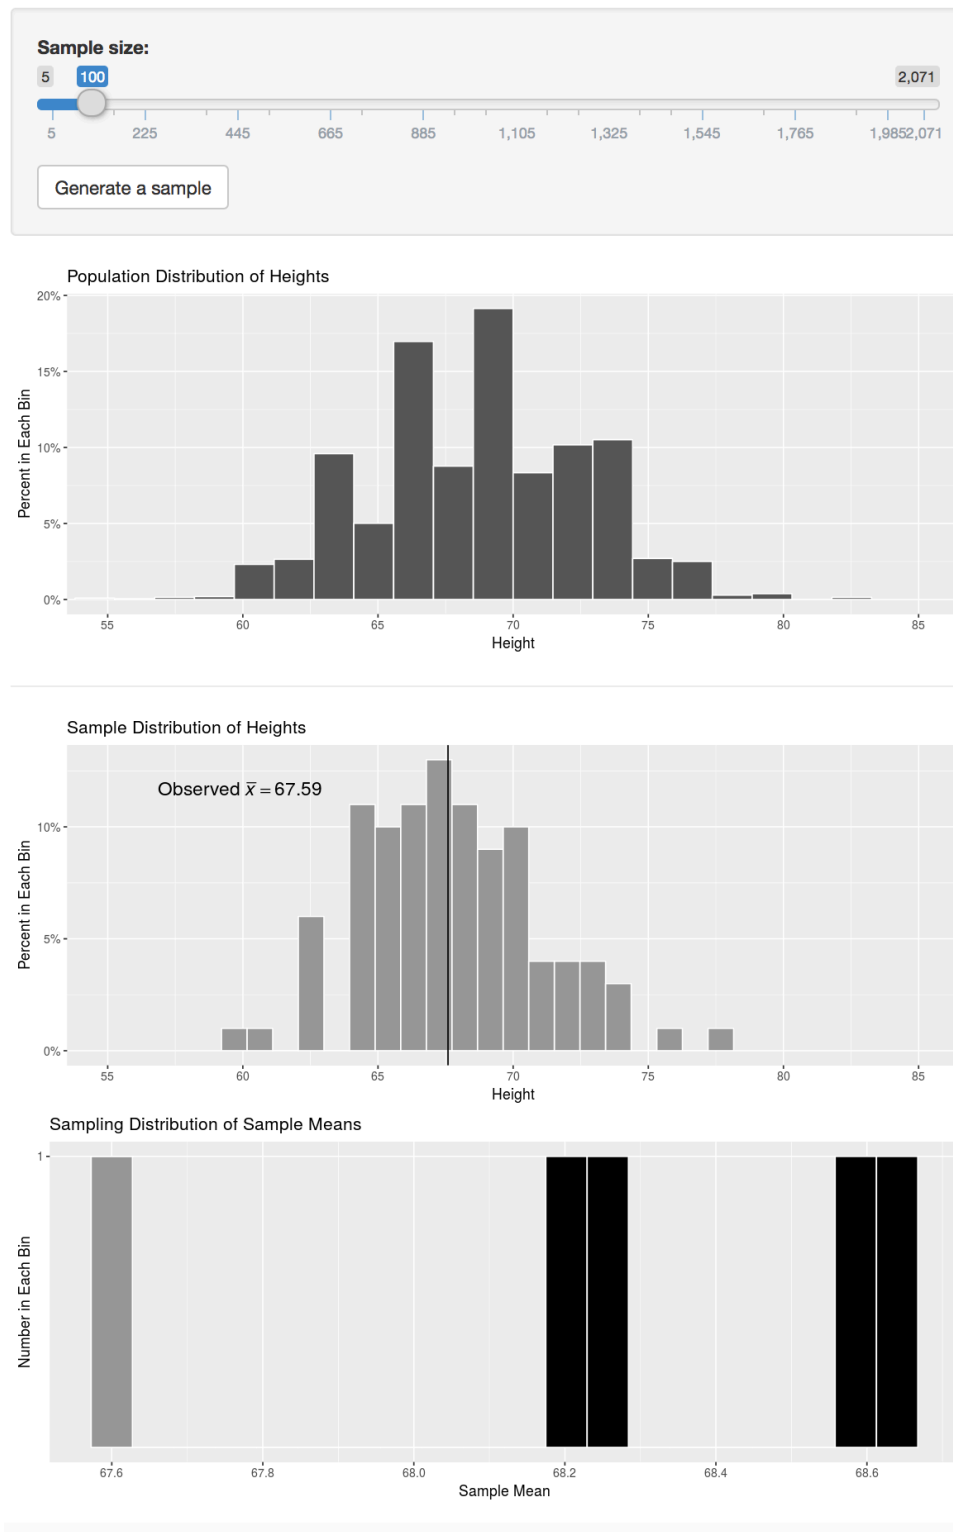 Sample size:
5 100 2,071
5 225 445 665 885 1,105 1,325 1,545 1,765 1,9852,071
Generate a sample
Population Distribution of Heights
20%
15%
10%
5%
0%
Percent in Each Bin
55 60 65 70 75 80 85
Height
Sample Distribution of Heights
Observed x̅ = 67.59
10%
5%
0%
Percent in Each Bin
55 60 65 70 75 80 85
Height
Sampling Distribution of Sample Means
1
Number in Each Bin
67.6 67.8 68.0 68.2 68.4 68.6
Sample Mean